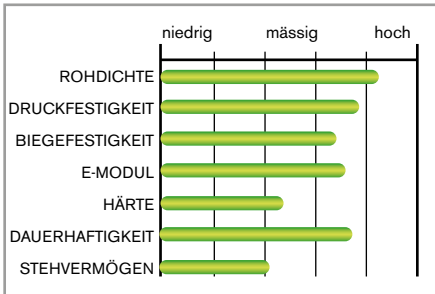 niedrig mässig hoch
ROHDICHTE
DRUCKFESTIGKEIT
BIEGEFESTIGKEIT
E-MODUL
HÄRTE
DAUERHAFTIGKEIT
STEHVERMÖGEN